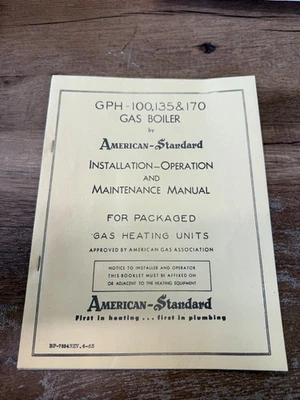 GPH-100,135&170
GAS BOILER
by
AMERICAN-Standard
INSTALLATION-OPERATION
AND
MAINTENANCE MANUAL
FOR PACKAGED
GAS HEATING UNITS
APPROVED BY AMERICAN GAS ASSOCIATION
NOTICE TO INSTALLER AND OPERATOR
THIS BOOKLET MUST BE AFFIXED ON
OR ADJACENT TO THE HEATING EQUIPMENT
AMERICAN-Standard
First in heating ... first in plumbing